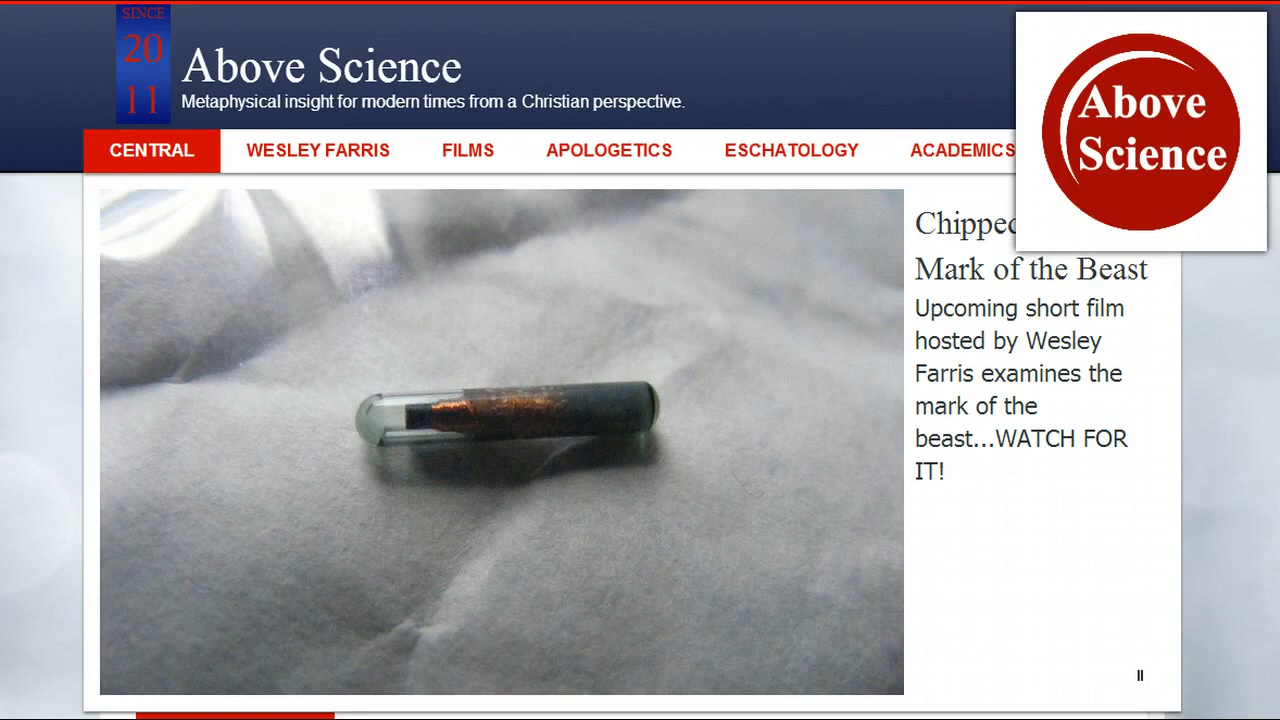 SINCE
20
11
Above Science
Metaphysical insight for modern times from a Christian perspective.
CENTRAL
WESLEY FARRIS
FILMS
APOLOGETICS
ESCHATOLOGY
ACADEMICS
Above
Science
Chipped
Mark of the Beast
Upcoming short film
hosted by Wesley
Farris examines the
mark of the
beast...WATCH FOR
IT!